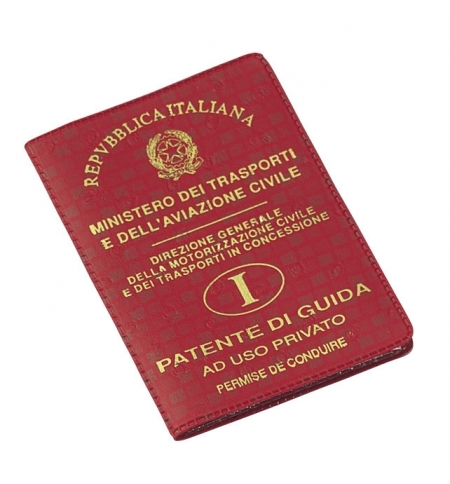 REPVBBLICA ITALIANA
MINISTERO DEI TRASPORTI
E DELL'AVIAZIONE CIVILE
DIREZIONE GENERALE
DELLA MOTORIZZAZIONE CIVILE
E DEI TRASPORTI IN CONCESSIONE
I
PATENTE DI GUIDA
AD USO PRIVATO
PERMISE DE CONDUIRE